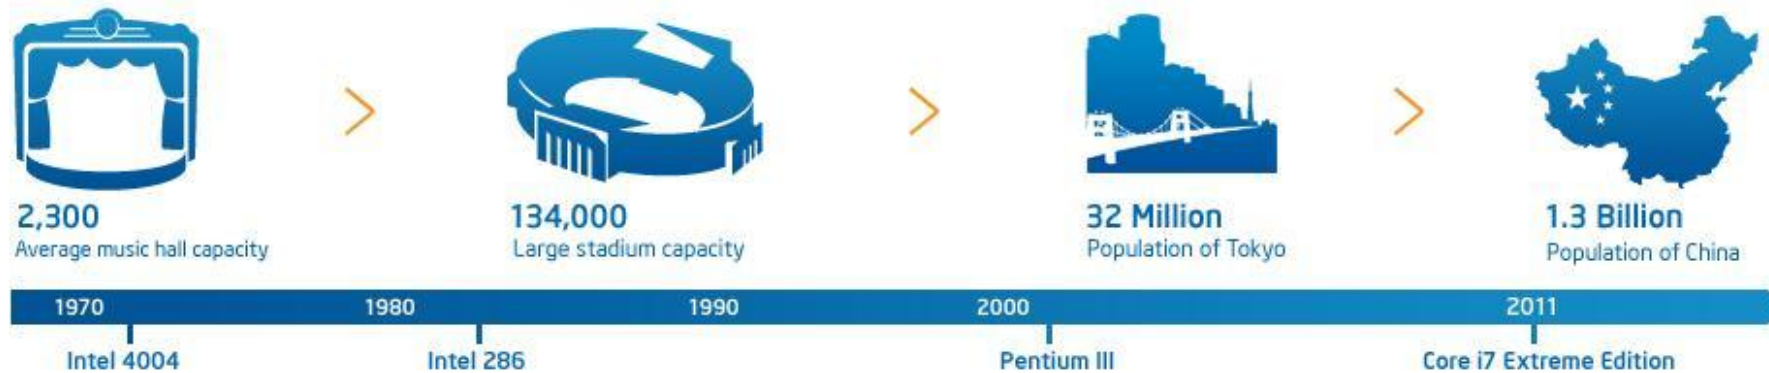 2,300
Average music hall capacity
134,000
Large stadium capacity
32 Million
Population of Tokyo
1.3 Billion
Population of China
1970 1980 1990 2000 2011
Intel 4004 Intel 286 Pentium III Core i7 Extreme Edition